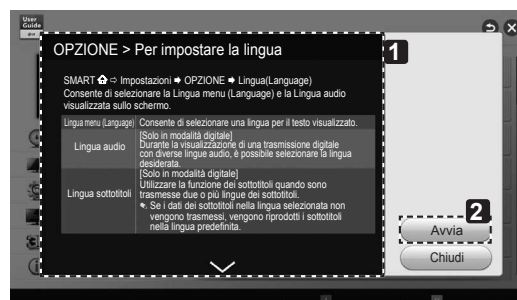 User
Guide
OPZIONE > Per impostare la lingua
1
SMART ⇨ Impostazioni ➡ OPZIONE ➡ Lingua(Language)
Consente di selezionare la Lingua menu (Language) e la Lingua audio
visualizzata sullo schermo.
Lingua menu (Language) Consente di selezionare una lingua per il testo visualizzato.
Lingua audio
[Solo in modalità digitale]
Durante la visualizzazione di una trasmissione digitale
con diverse lingue audio, è possibile selezionare la lingua
desiderata.
Lingua sottotitoli
[Solo in modalità digitale]
Utilizzare la funzione dei sottotitoli quando sono
trasmesse due o più lingue dei sottotitoli.
Se i dati dei sottotitoli nella lingua selezionata non
vengono trasmessi, vengono riprodotti i sottotitoli
nella lingua predefinita.
2
Avvia
Chiudi